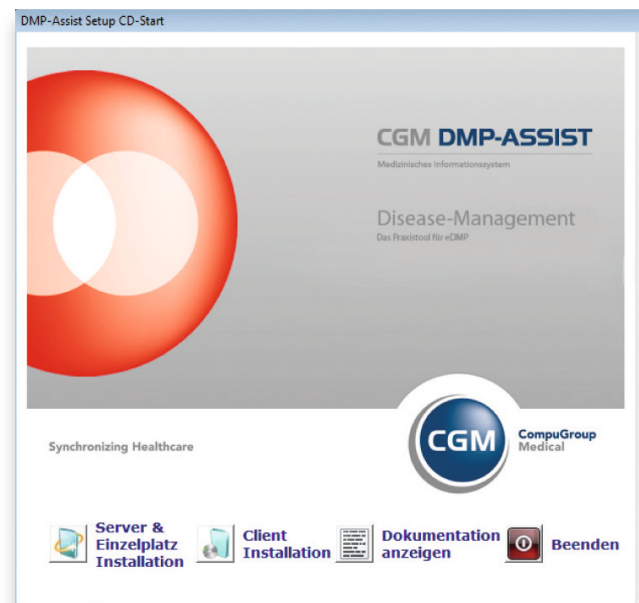 DMP-Assist Setup CD-Start
CGM DMP-ASSIST
Medizinisches Informationssystem
Disease-Management
Das Praxistool für eDMP
Synchronizing Healthcare
CGM
CompuGroup
Medical
Server &
Einzelplatz
Installation
Client
Installation
Dokumentation
anzeigen
Beenden